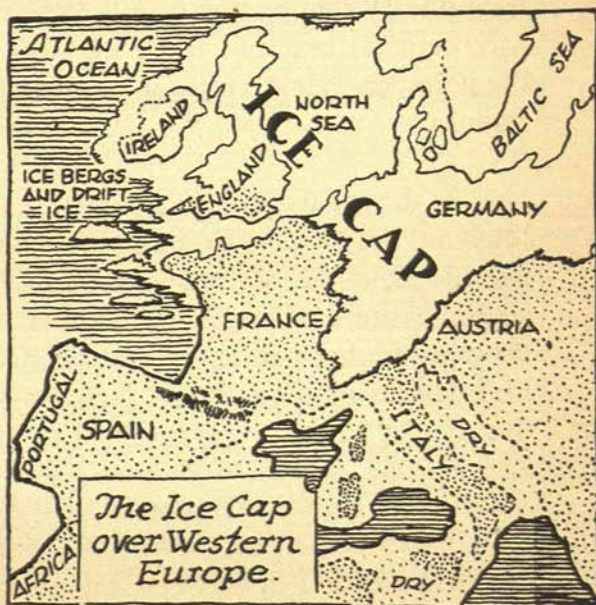 ATLANTIC
OCEAN
IRELAND
ICE CAP
NORTH
SEA
BALTIC SEA
ICE BERGS
AND DRIFT
ICE
ENGLAND
GERMANY
FRANCE
AUSTRIA
PORTUGAL
SPAIN
ITALY
DRY
The Ice Cap
over Western
Europe.
AFRICA
DRY